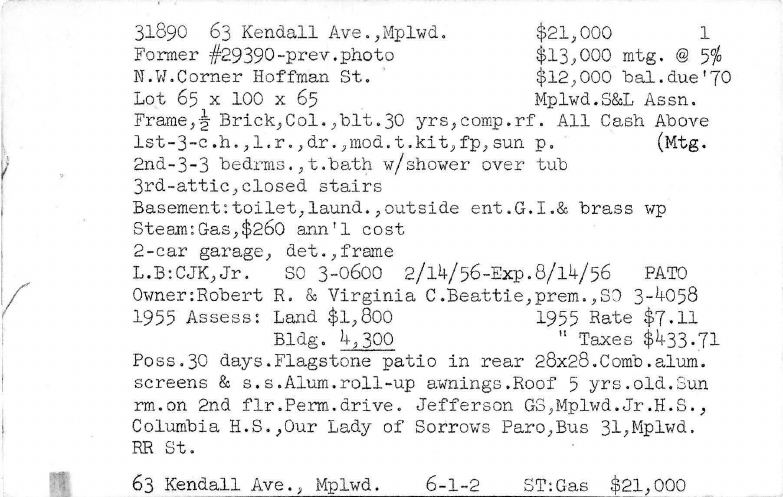 31890 63 Kendall Ave.,Mplwd. $21,000 1
Former #29390-prev.photo $13,000 mtg. @ 5%
N.W.Corner Hoffman St. $12,000 bal.due'70
Lot 65 x 100 x 65 Mplwd.S&L Assn.
Frame,½ Brick,Col.,blt.30 yrs,comp.rf. All Cash Above
1st-3-c.h.,l.r.,dr.,mod.t.kit,fp,sun p. (Mtg.
2nd-3-3 bedrms.,t.bath w/shower over tub
3rd-attic,closed stairs
Basement:toilet,laund.,outside ent.G.I.& brass wp
Steam:Gas,$260 ann'l cost
2-car garage, det.,frame
L.B:CJK,Jr. SO 3-0600 2/14/56-Exp.8/14/56 PATO
Owner:Robert R. & Virginia C.Beattie,prem.,SO 3-4058
1955 Assess: Land $1,800 1955 Rate $7.11
Bldg. 4,300 " Taxes $433.71
Poss.30 days.Flagstone patio in rear 28x28.Comb.alum.
screens & s.s.Alum.roll-up awnings.Roof 5 yrs.old.Sun
rm.on 2nd flr.Perm.drive. Jefferson GS,Mplwd.Jr.H.S.,
Columbia H.S.,Our Lady of Sorrows Paro,Bus 31,Mplwd.
RR St.
63 Kendall Ave., Mplwd. 6-1-2 ST:Gas $21,000